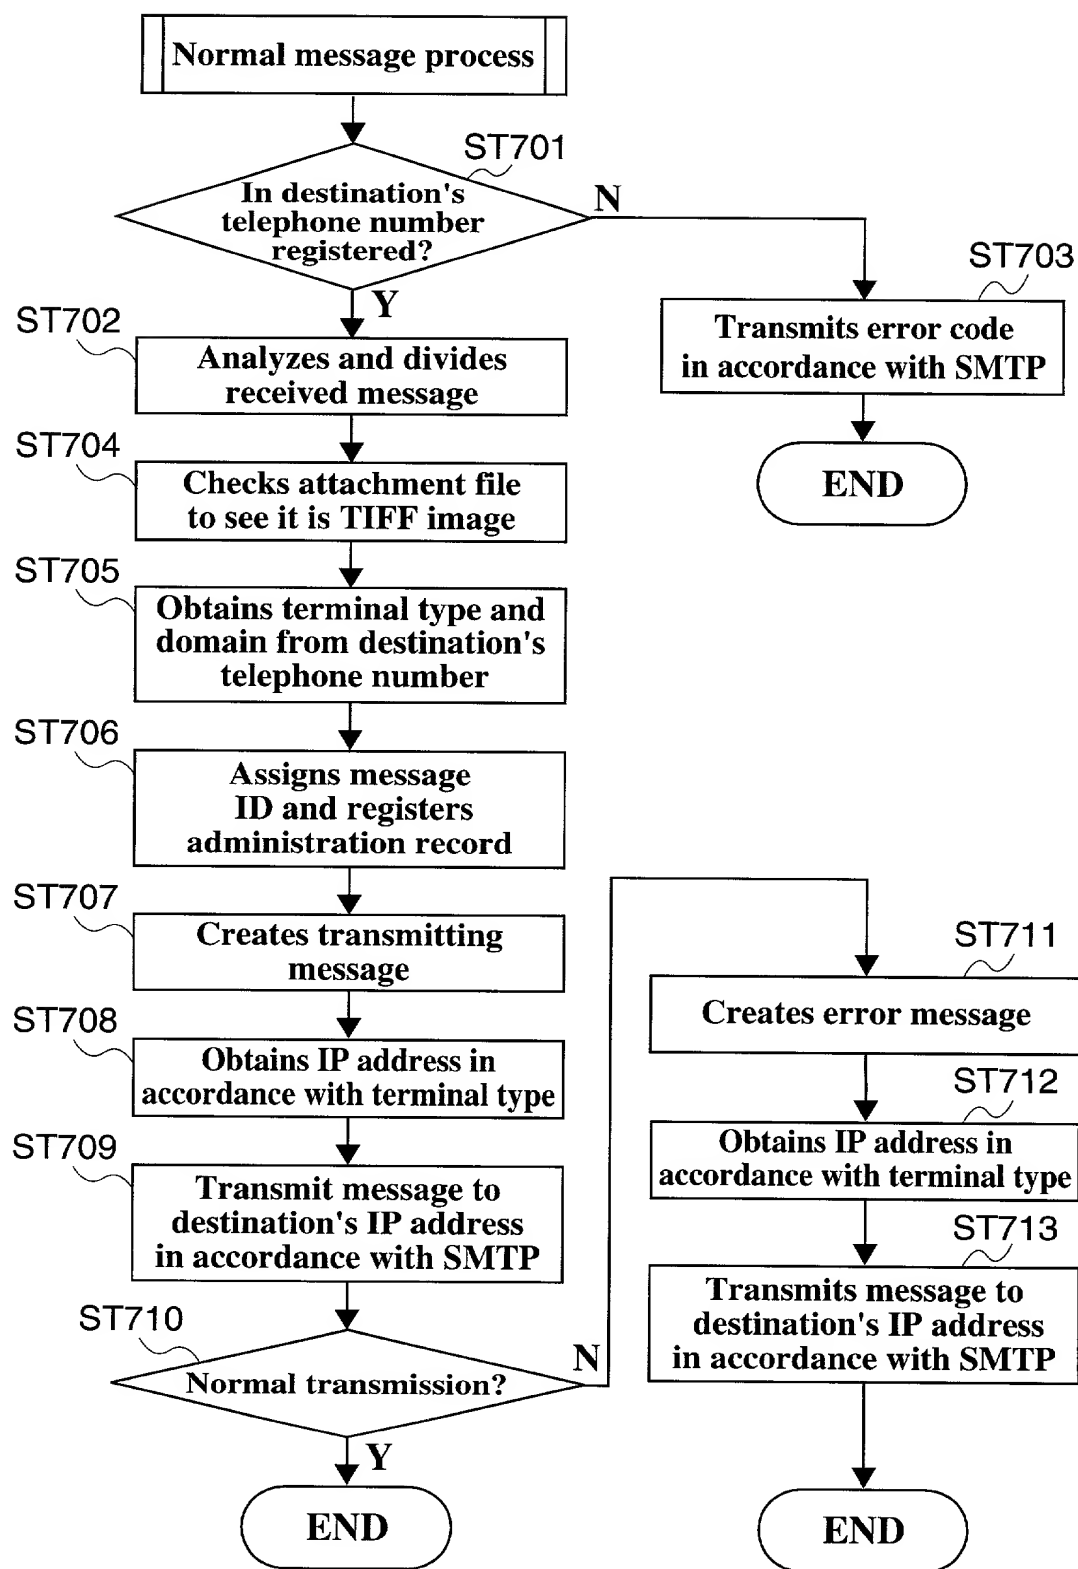 Normal message process
ST701
In destination's
telephone number
registered?
N
Y
ST703
Transmits error code
in accordance with SMTP
END
ST702
Analyzes and divides
received message
ST704
Checks attachment file
to see it is TIFF image
ST705
Obtains terminal type and
domain from destination's
telephone number
ST706
Assigns message
ID and registers
administration record
ST707
Creates transmitting
message
ST708
Obtains IP address in
accordance with terminal type
ST709
Transmit message to
destination's IP address
in accordance with SMTP
ST710
Normal transmission?
N
Y
END
ST711
Creates error message
ST712
Obtains IP address in
accordance with terminal type
ST713
Transmits message to
destination's IP address
in accordance with SMTP
END